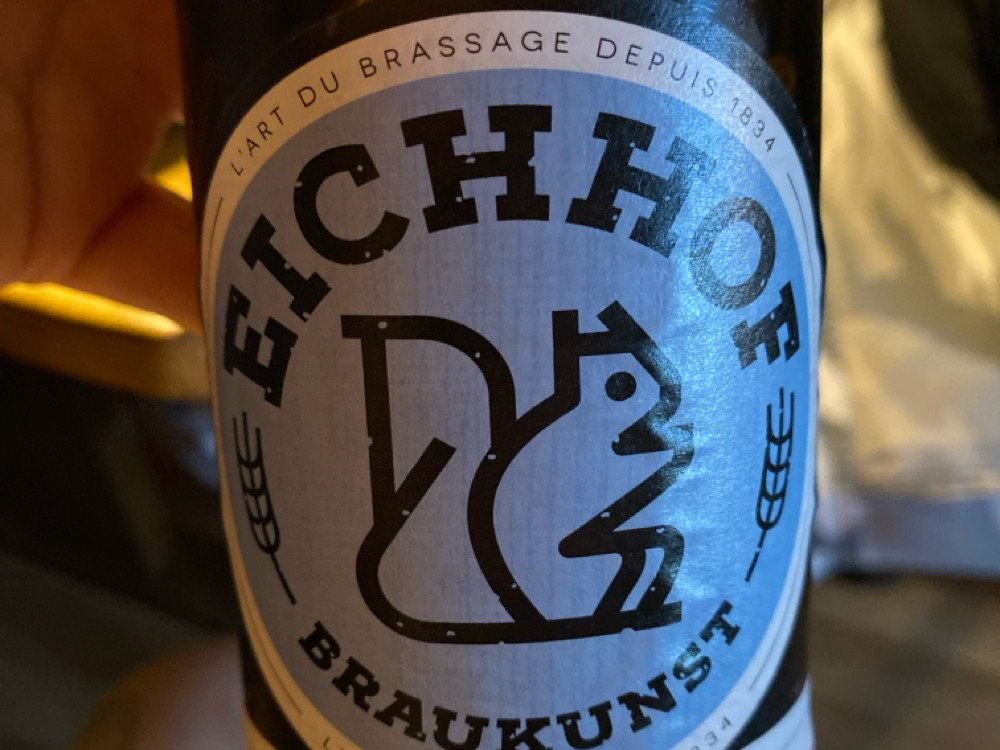 L'ART DU BRASSAGE DEPUIS 1834
EICHHOF
BRAUKUNST